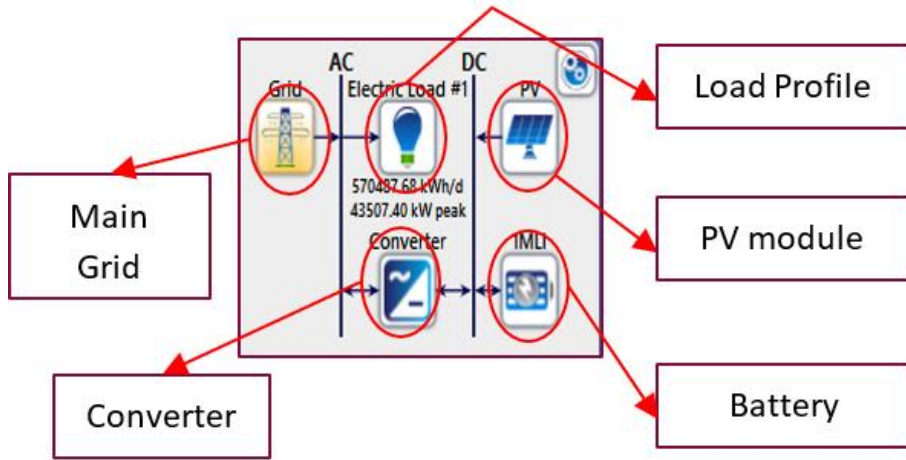 AC
DC
Grid
Electric Load #1
PV
570487.68 kWh/d
43507.40 kW peak
Converter
1MLI
Load Profile
Main
Grid
PV module
Converter
Battery